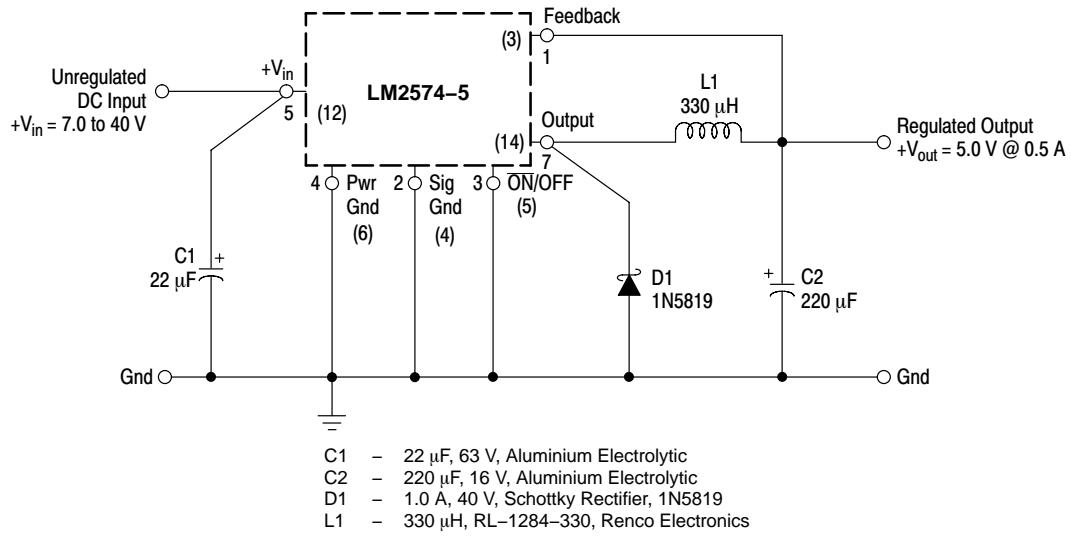 Feedback
(3)
1
+Vin
Unregulated
DC Input
+Vin = 7.0 to 40 V
5
(12)
LM2574–5
L1
330 μH
Output
(14)
7
Regulated Output
+Vout = 5.0 V @ 0.5 A
4 Pwr
Gnd
(6)
2 Sig
Gnd
(4)
3 ON/OFF
(5)
C1
22 μF
+
D1
1N5819
+
C2
220 μF
Gnd
Gnd
C1 – 22 μF, 63 V, Aluminium Electrolytic
C2 – 220 μF, 16 V, Aluminium Electrolytic
D1 – 1.0 A, 40 V, Schottky Rectifier, 1N5819
L1 – 330 μH, RL–1284–330, Renco Electronics